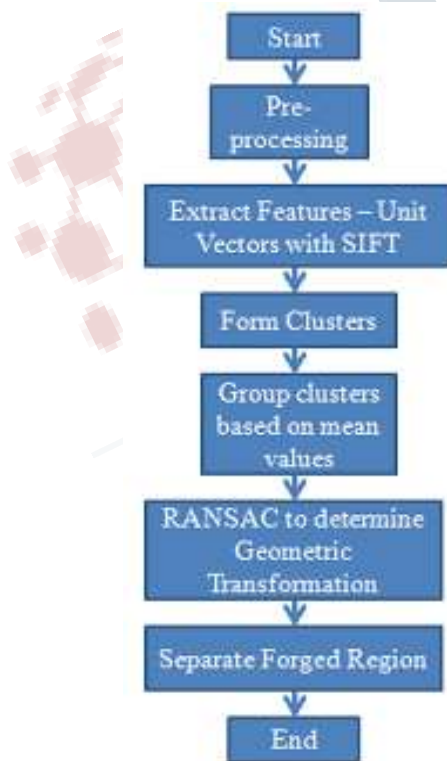 Start
Pre-
processing
Extract Features – Unit
Vectors with SIFT
Form Clusters
Group clusters
based on mean
values
RANSAC to determine
Geometric
Transformation
Separate Forged Region
End